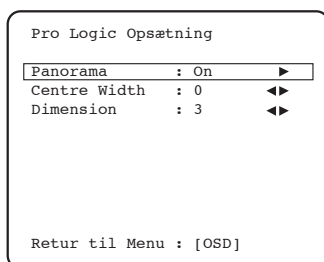 Pro Logic Opsætning
Panorama : On ▶
Centre Width : 0 ◀▶
Dimension : 3 ◀▶
Retur til Menu : [OSD]